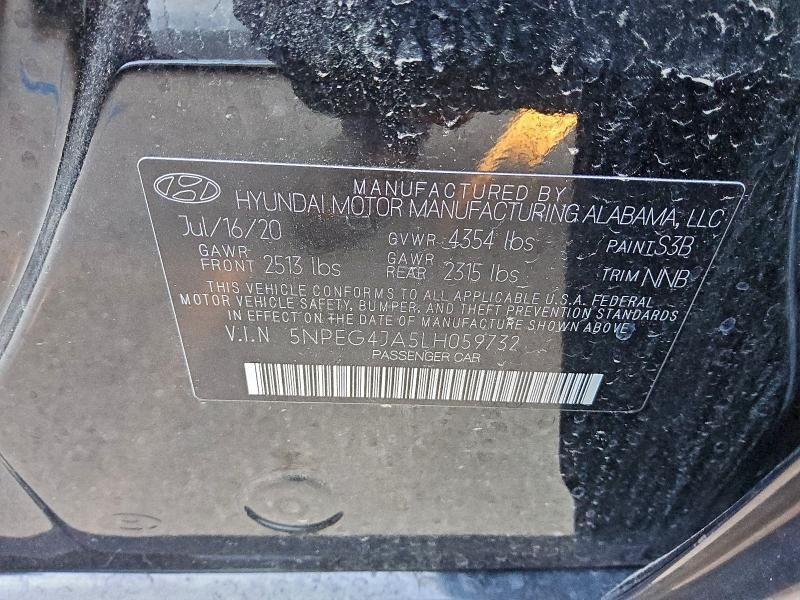 MANUFACTURED BY
HYUNDAI MOTOR MANUFACTURING ALABAMA, LLC
Jul/16/20 GVWR 4354 lbs PAINT S3B
GAWR FRONT 2513 lbs GAWR REAR 2315 lbs TRIM NNB
THIS VEHICLE CONFORMS TO ALL APPLICABLE U.S.A. FEDERAL
MOTOR VEHICLE SAFETY, BUMPER, AND THEFT PREVENTION STANDARDS
IN EFFECT ON THE DATE OF MANUFACTURE SHOWN ABOVE.
V.I.N 5NPEG4JA5LH059732
PASSENGER CAR